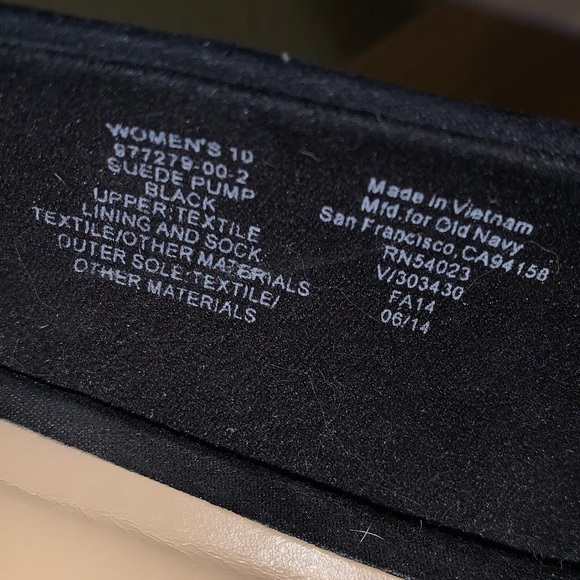 WOMEN'S 10
977279-00-2
SUEDE PUMP
BLACK
UPPER:TEXTILE
LINING AND SOCK
TEXTILE/OTHER MATERIALS
OUTER SOLE:TEXTILE/
OTHER MATERIALS
Made in Vietnam
Mfd.for Old Navy
San Francisco,CA94158
RN54023
V/303430
FA14
06/14